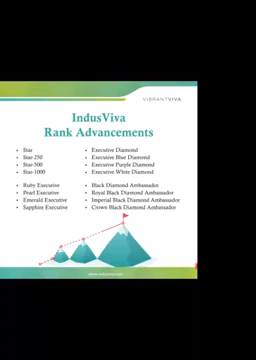 VIBRANTVIVA
IndusViva
Rank Advancements
• Star
• Star-250
• Star-500
• Star-1000
• Ruby Executive
• Pearl Executive
• Emerald Executive
• Sapphire Executive
• Executive Diamond
• Executive Blue Diamond
• Executive Purple Diamond
• Executive White Diamond
• Black Diamond Ambassador
• Royal Black Diamond Ambassador
• Imperial Black Diamond Ambassador
• Crown Black Diamond Ambassador